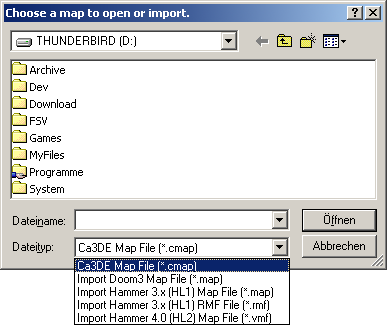 Choose a map to open or import.
THUNDERBIRD (D:)
Archive
Dev
Download
FSV
Games
MyFiles
Programme
System
Dateiname:
Öffnen
Dateityp:
Ca3DE Map File (*.cmap)
Abbrechen
Ca3DE Map File (*.cmap)
Import Doom3 Map File (*.map)
Import Hammer 3.x (HL1) Map File (*.map)
Import Hammer 3.x (HL1) RMF File (*.rmf)
Import Hammer 4.0 (HL2) Map File (*.vmf)